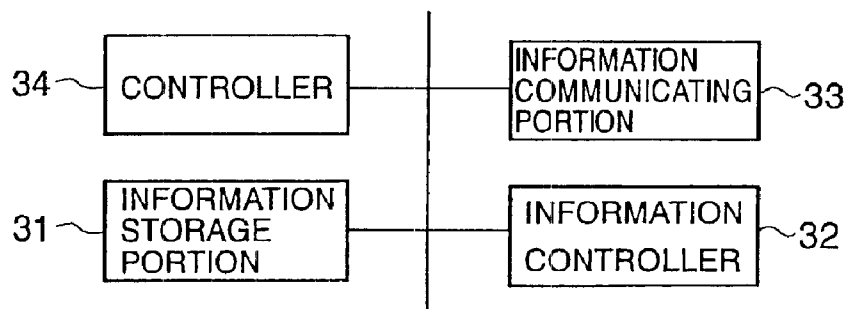 34
CONTROLLER
INFORMATION
COMMUNICATING
PORTION
33
31
INFORMATION
STORAGE
PORTION
INFORMATION
CONTROLLER
32